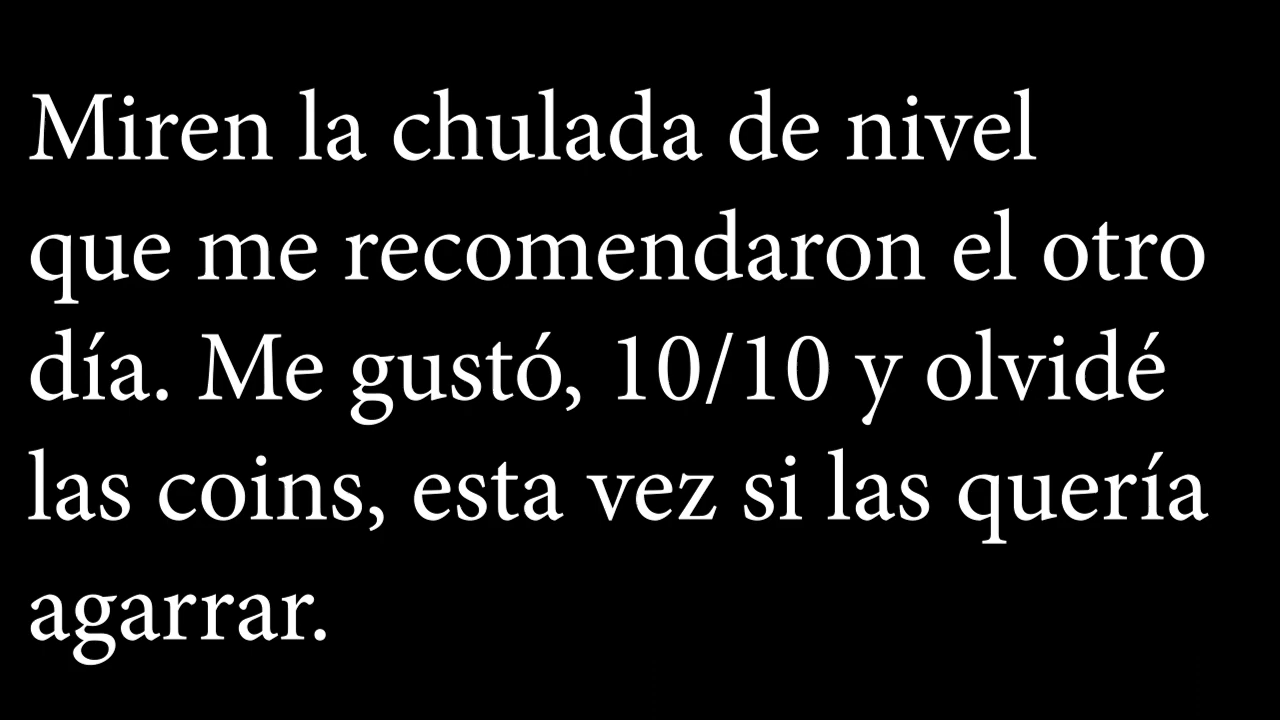 Miren la chulada de nivel
que me recomendaron el otro
día. Me gustó, 10/10 y olvidé
las coins, esta vez si las quería
agarrar.